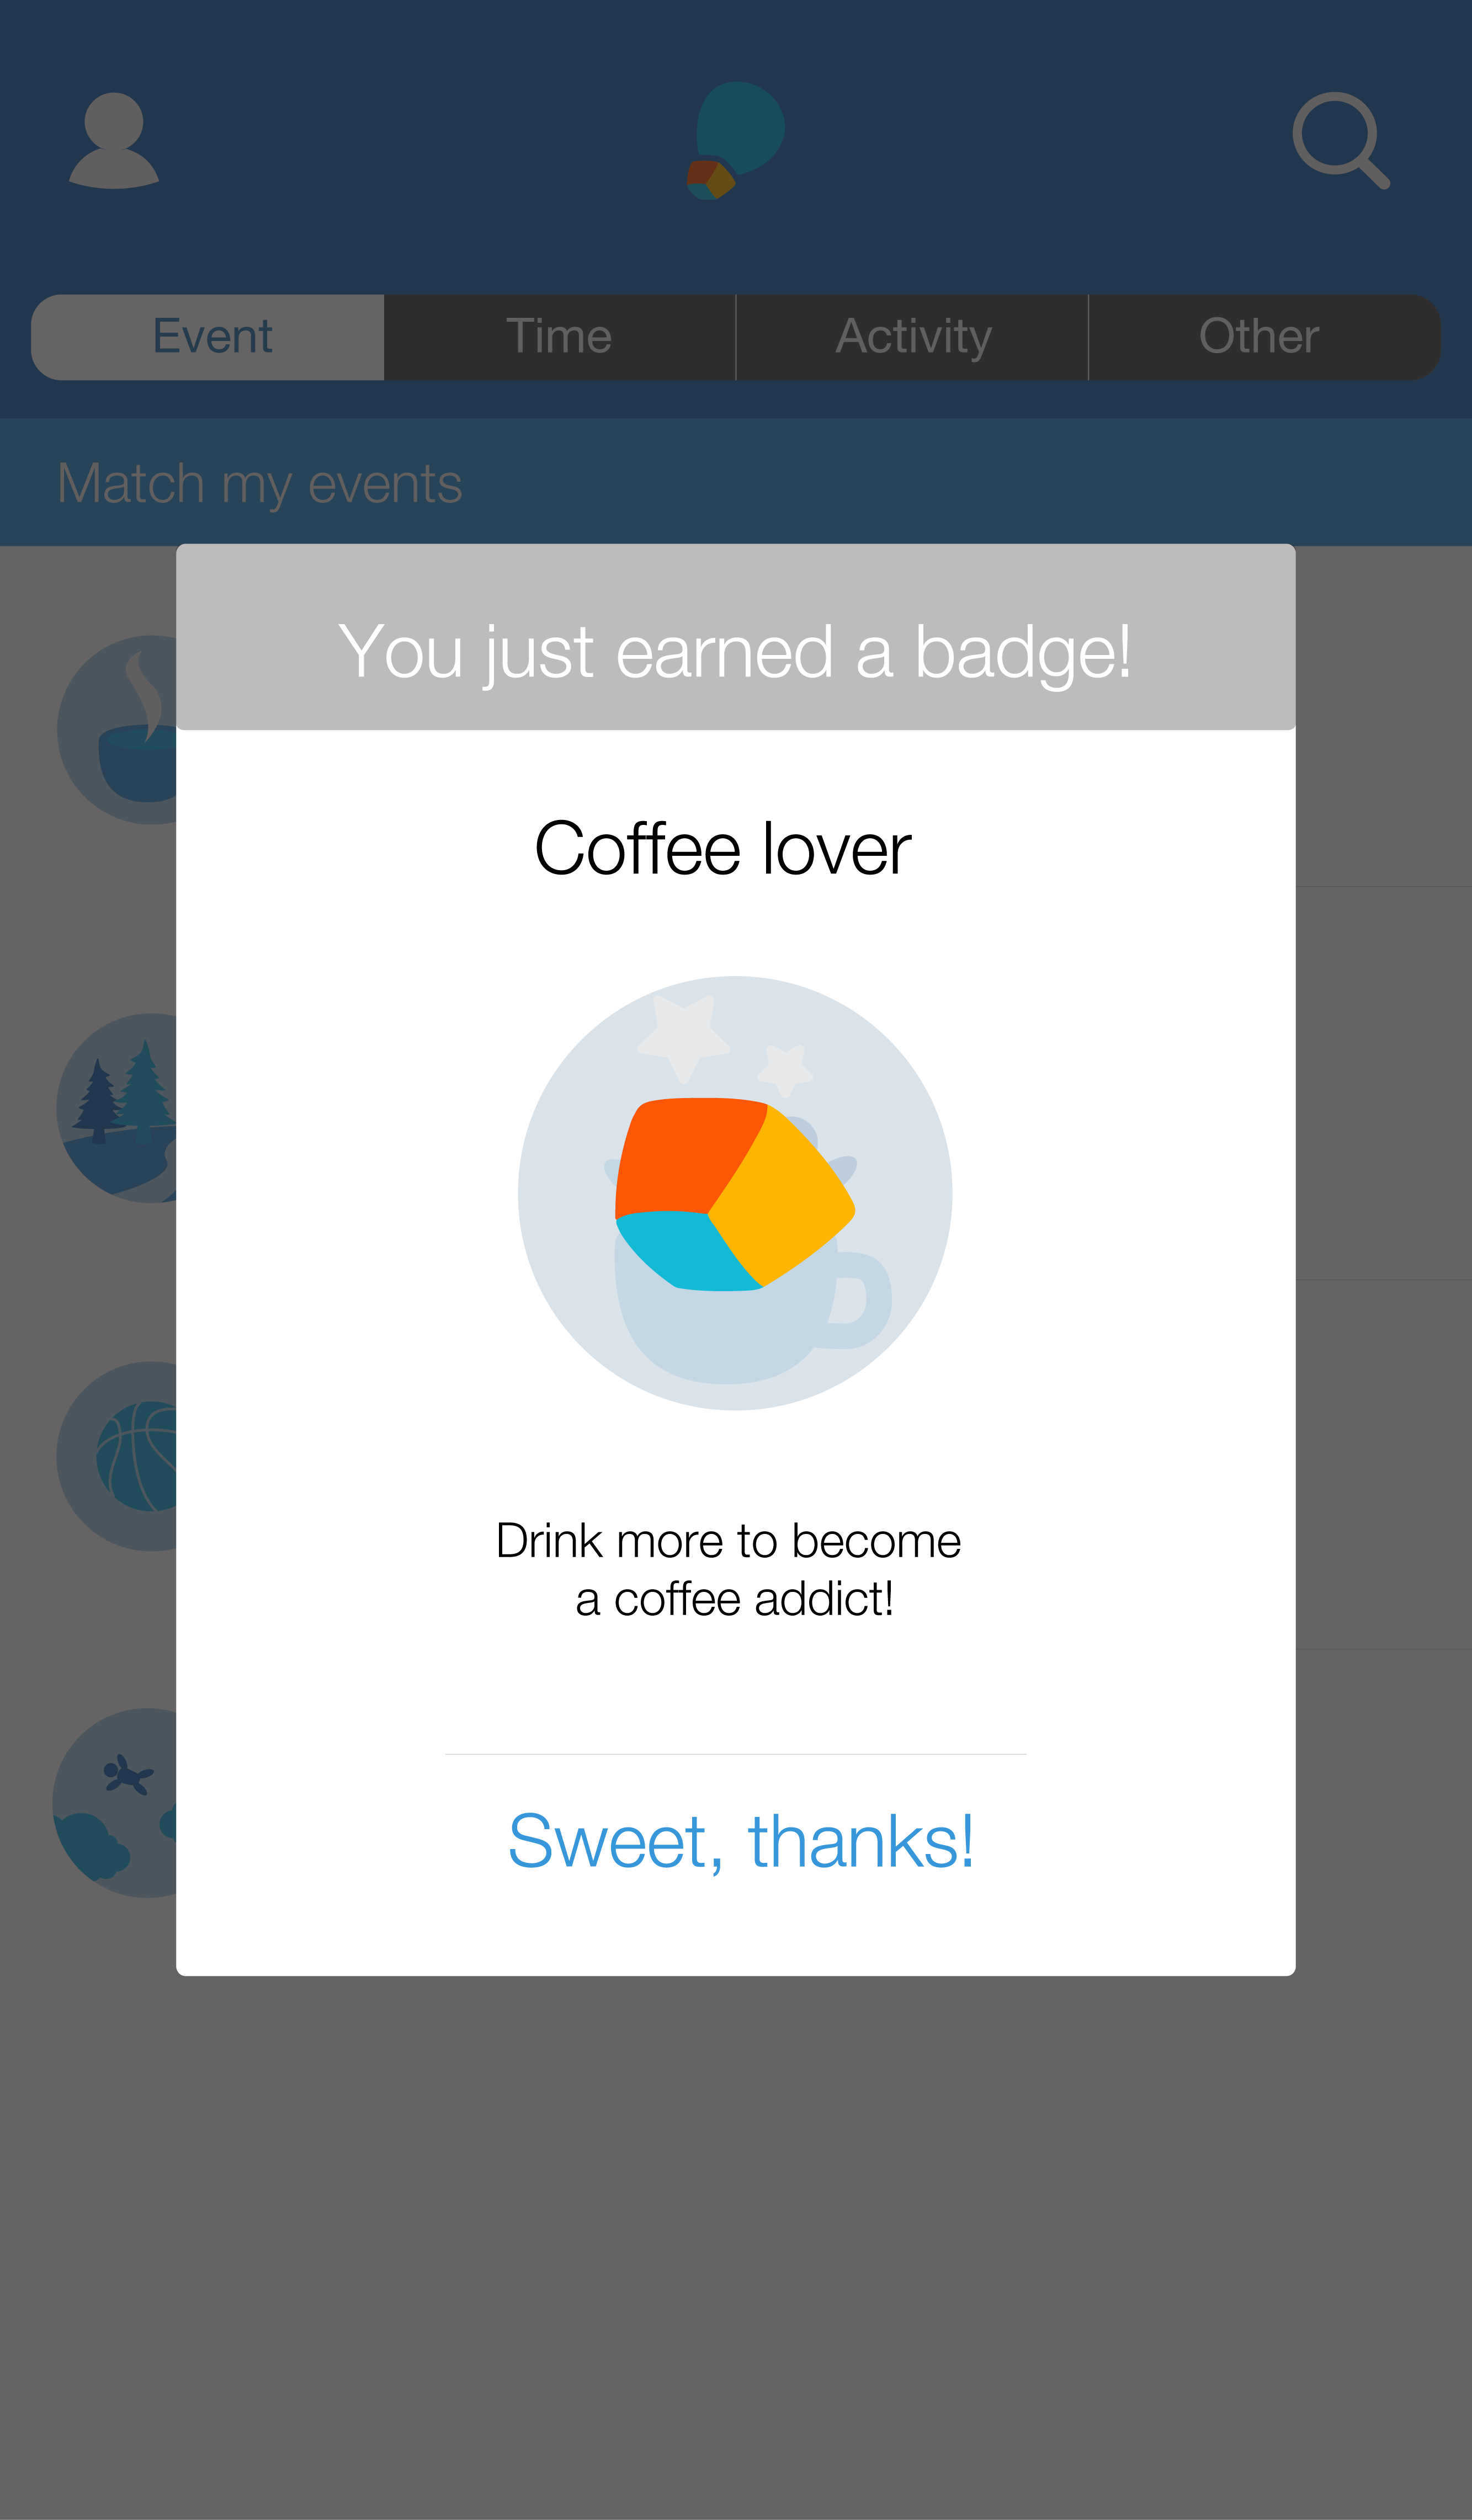 Event
Time
Activity
Other
Match my events
You just earned a badge!
Coffee lover
Drink more to become
a coffee addict!
Sweet, thanks!